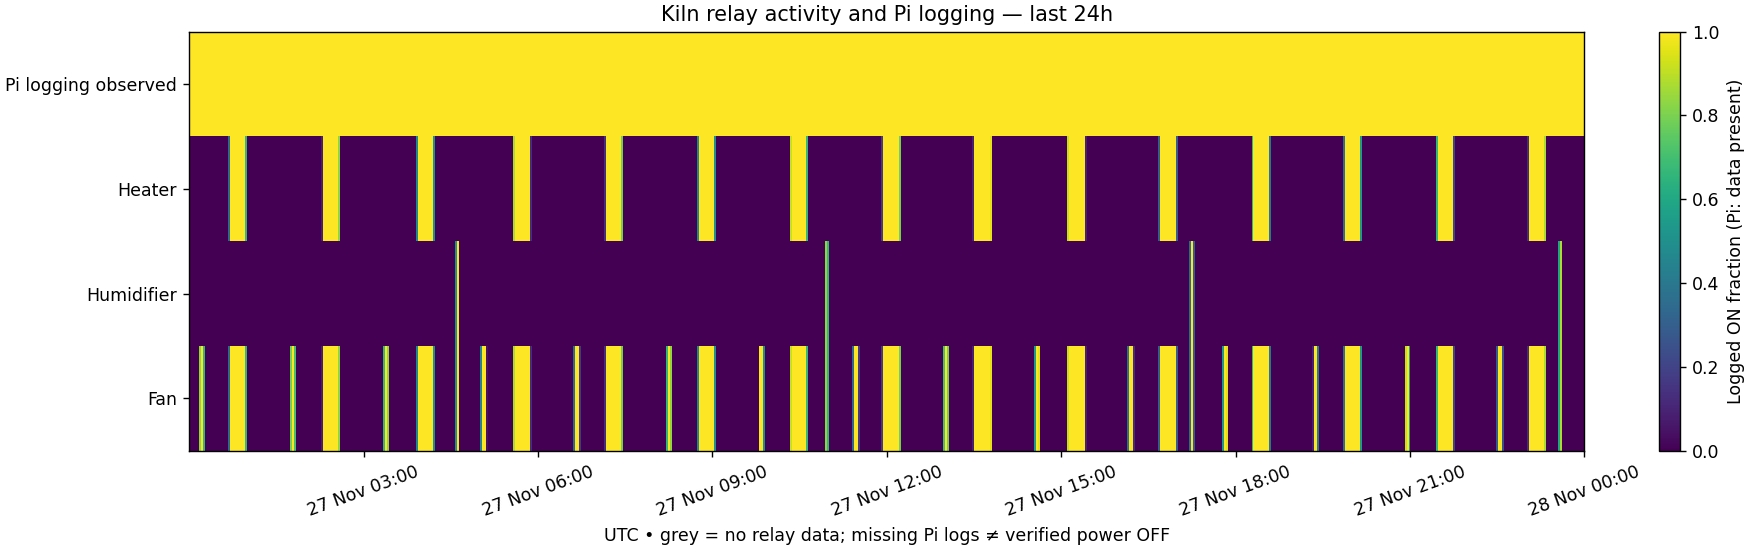 Kiln relay activity and Pi logging — last 24h
Pi logging observed
Heater
Humidifier
Fan
27 Nov 03:00
27 Nov 06:00
27 Nov 09:00
27 Nov 12:00
27 Nov 15:00
27 Nov 18:00
27 Nov 21:00
28 Nov 00:00
UTC • grey = no relay data; missing Pi logs ≠ verified power OFF
1.0
0.8
0.6
0.4
0.2
0.0
Logged ON fraction (Pi: data present)